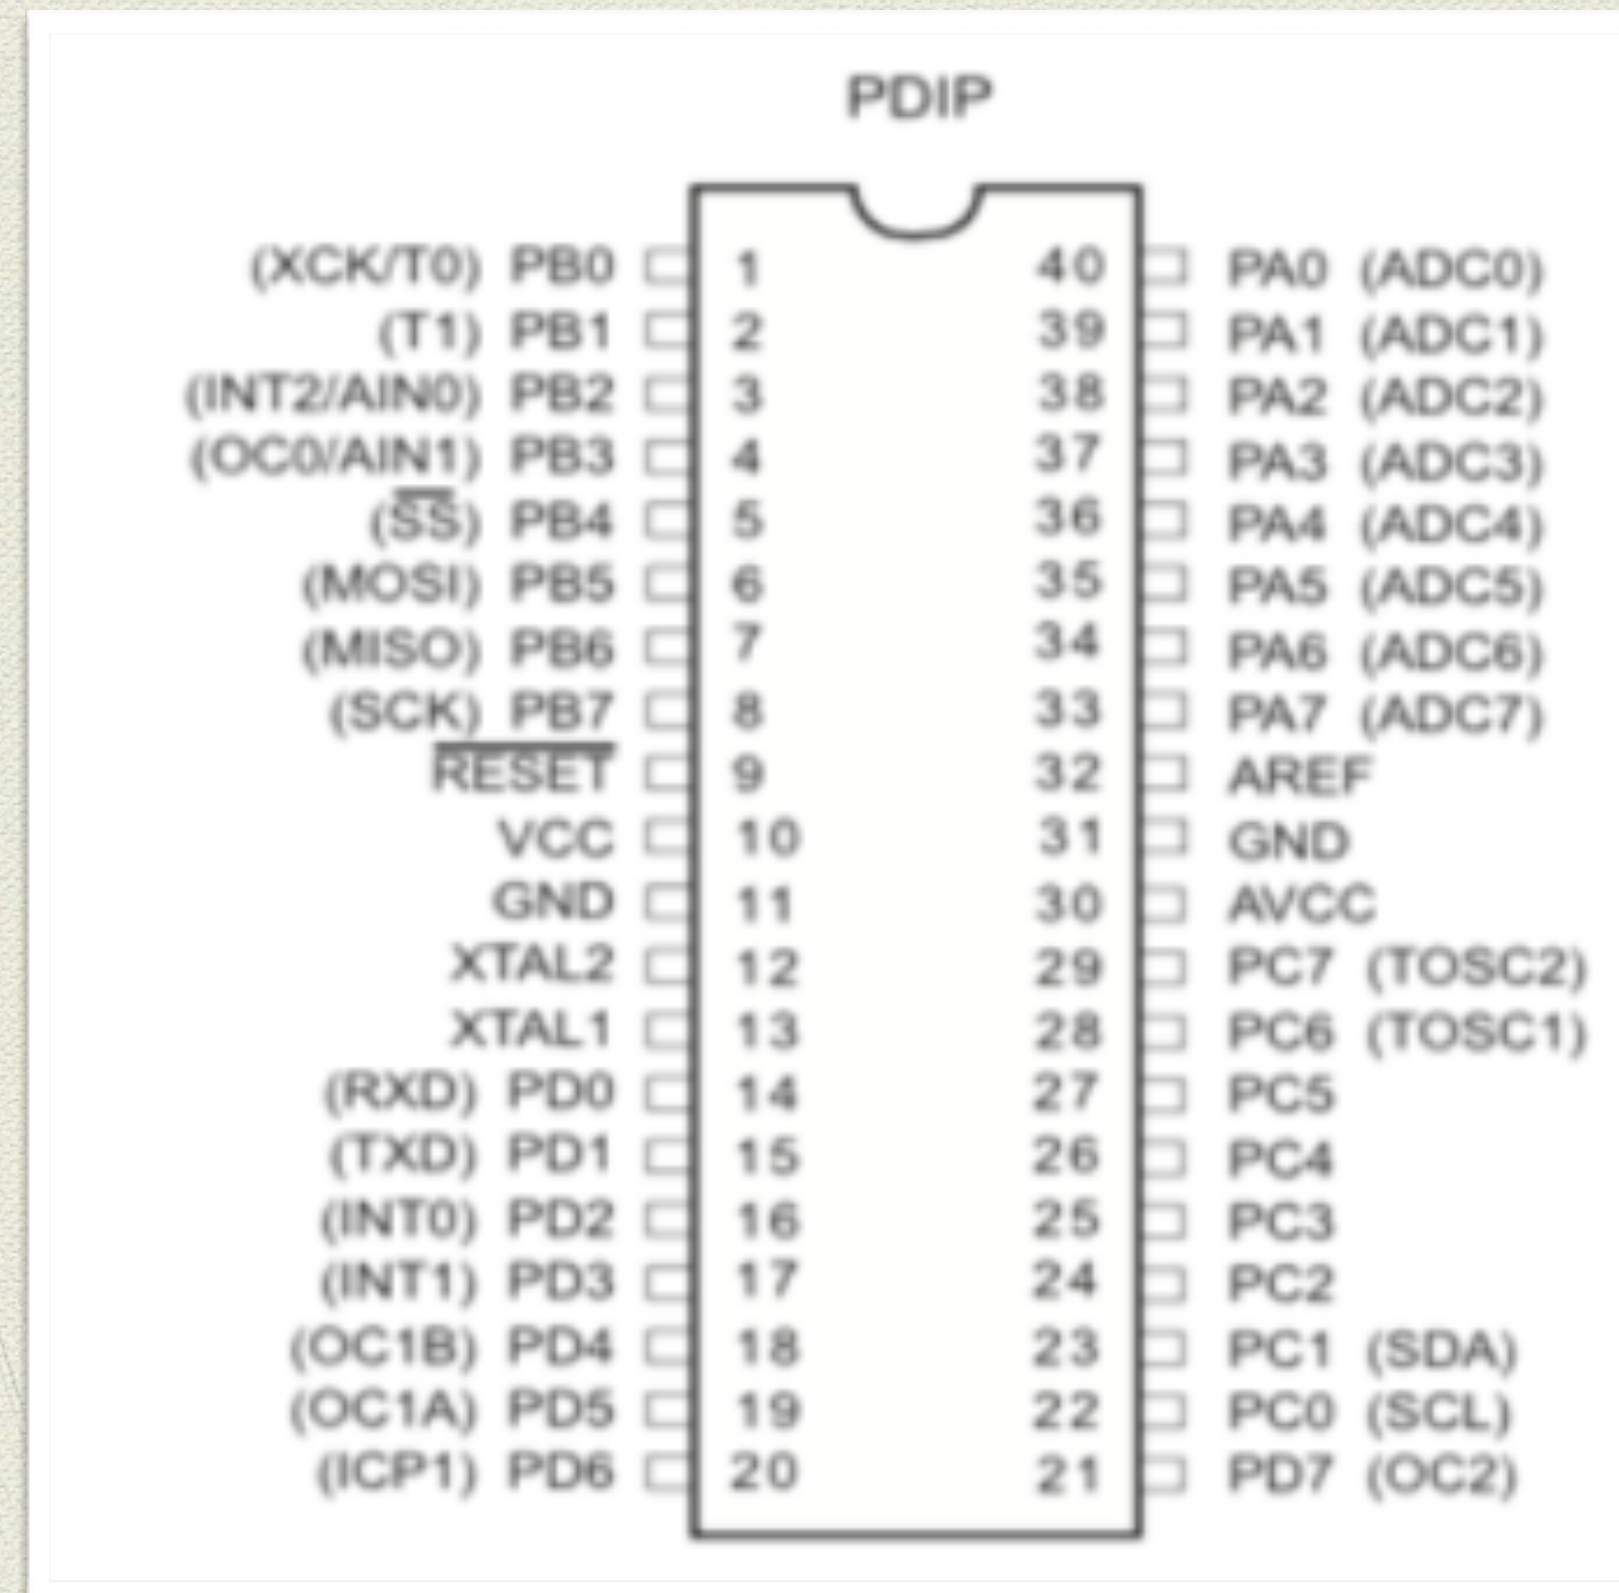 PDIP
(XCK/T0) PB0 1 40 PA0 (ADC0)
(T1) PB1 2 39 PA1 (ADC1)
(INT2/AIN0) PB2 3 38 PA2 (ADC2)
(OC0/AIN1) PB3 4 37 PA3 (ADC3)
(SS) PB4 5 36 PA4 (ADC4)
(MOSI) PB5 6 35 PA5 (ADC5)
(MISO) PB6 7 34 PA6 (ADC6)
(SCK) PB7 8 33 PA7 (ADC7)
RESET 9 32 AREF
VCC 10 31 GND
GND 11 30 AVCC
XTAL2 12 29 PC7 (TOSC2)
XTAL1 13 28 PC6 (TOSC1)
(RXD) PD0 14 27 PC5
(TXD) PD1 15 26 PC4
(INT0) PD2 16 25 PC3
(INT1) PD3 17 24 PC2
(OC1B) PD4 18 23 PC1 (SDA)
(OC1A) PD5 19 22 PC0 (SCL)
(ICP1) PD6 20 21 PD7 (OC2)